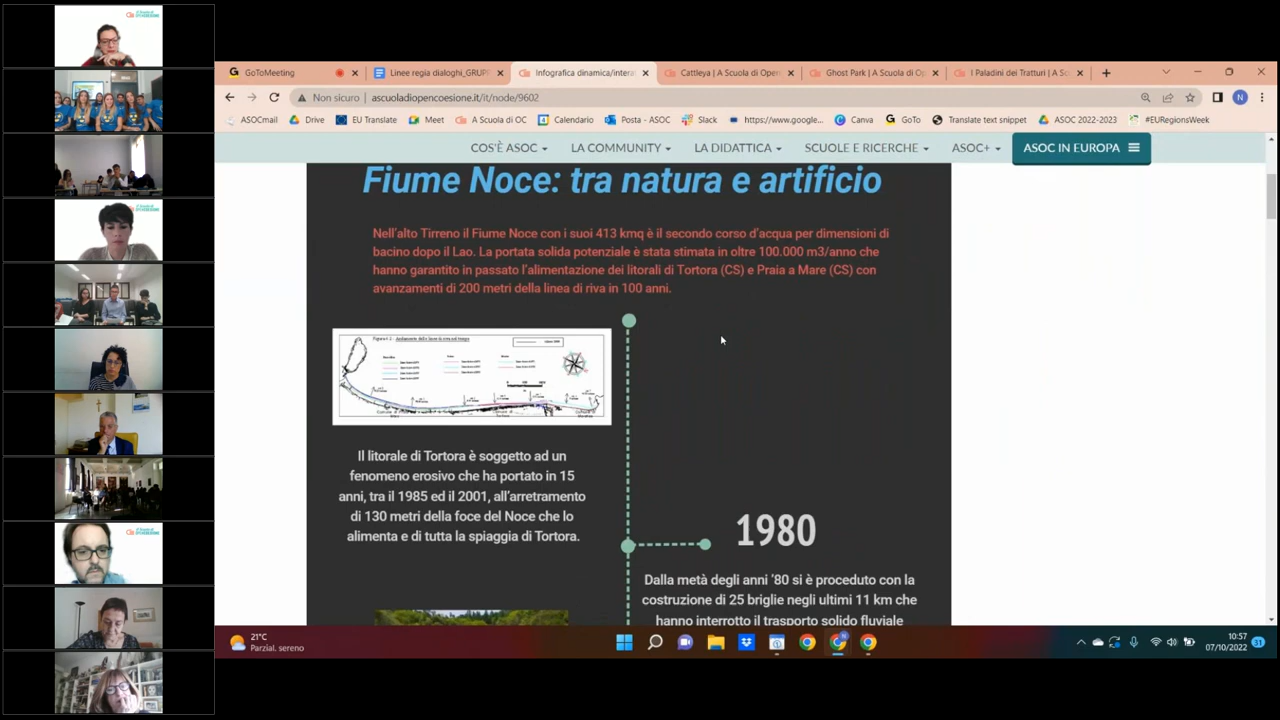 GoToMeeting
Linee regia dialoghi_GRUPP
Infografica dinamica/intera
Cattleya | A Scuola di Open
Ghost Park | A Scuola di Op
I Paladini dei Tratturi | A Sc
Non sicuro
ascuoladiopencoesione.it/it/node/9602
N
ASOCmail
Drive
EU Translate
Meet
A Scuola di OC
Calendario
Posta - ASOC
Slack
https://www.google...
Canva
GoTo
Translate text snippet
ASOC 2022-2023
#EURegionsWeek
COS'È ASOC
LA COMMUNITY
LA DIDATTICA
SCUOLE E RICERCHE
ASOC+
ASOC IN EUROPA
Fiume Noce: tra natura e artificio
Nell'alto Tirreno il Fiume Noce con i suoi 413 kmq è il secondo corso d'acqua per dimensioni di
bacino dopo il Lao. La portata solida potenziale è stata stimata in oltre 100.000 m3/anno che
hanno garantito in passato l'alimentazione dei litorali di Tortora (CS) e Praia a Mare (CS) con
avanzamenti di 200 metri della linea di riva in 100 anni.
Il litorale di Tortora è soggetto ad un
fenomeno erosivo che ha portato in 15
anni, tra il 1985 ed il 2001, all'arretramento
di 130 metri della foce del Noce che lo
alimenta e di tutta la spiaggia di Tortora.
1980
Dalla metà degli anni '80 si è proceduto con la
costruzione di 25 briglie negli ultimi 11 km che
hanno interrotto il trasporto solido fluviale
21°C
Parzial. sereno
10:57
07/10/2022
31